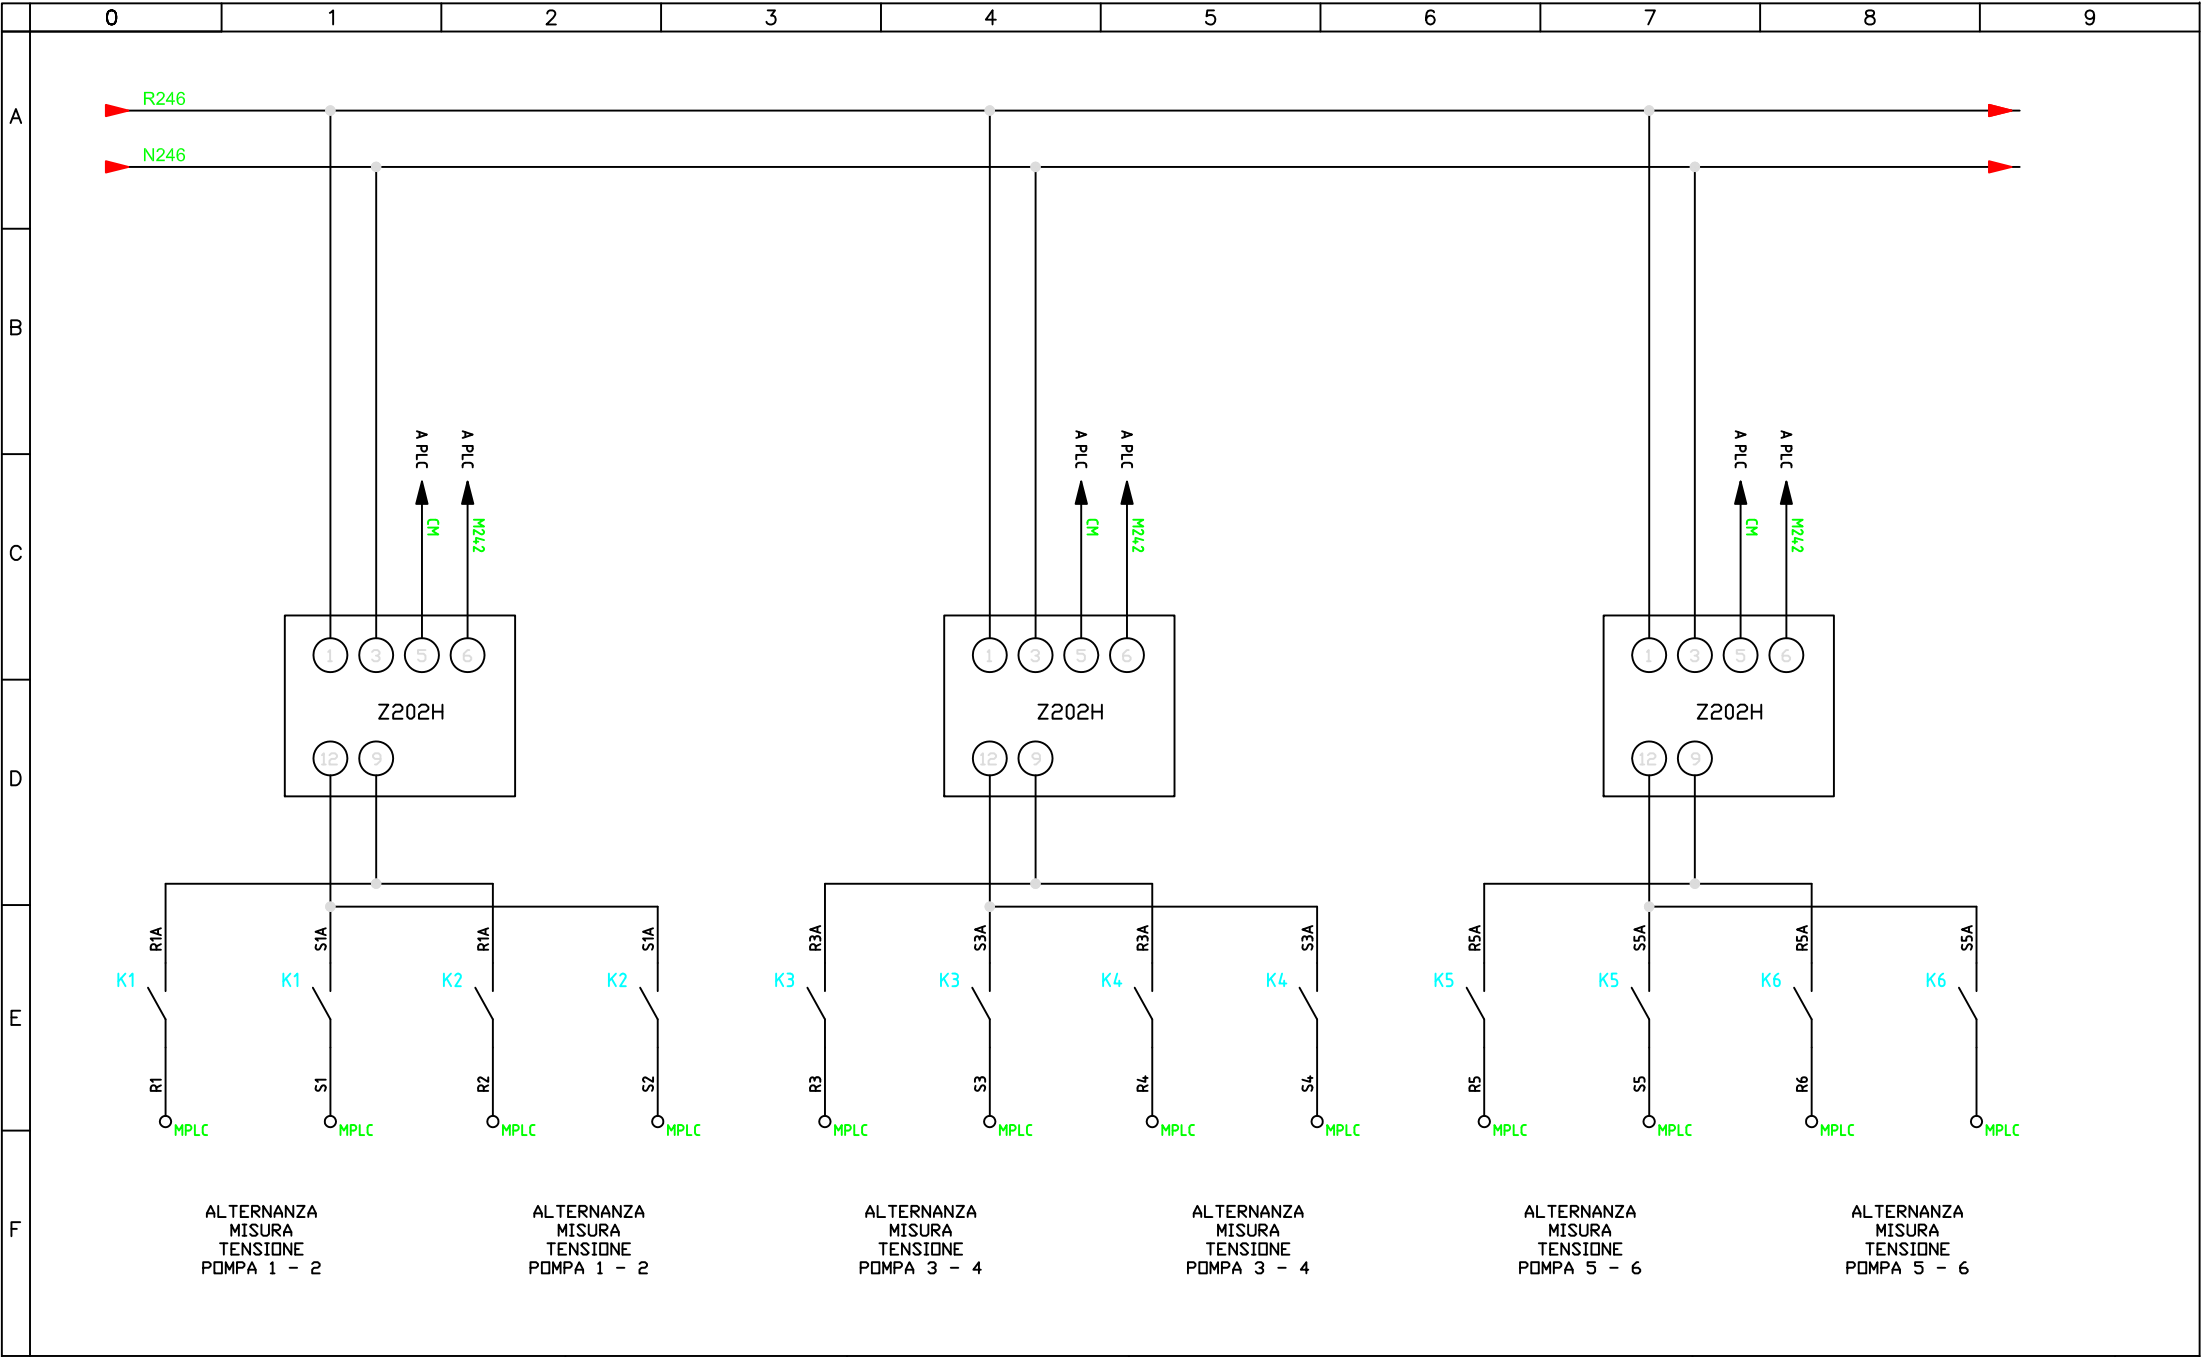 0 1 2 3 4 5 6 7 8 9
A
R246
N246
B
A PLC A PLC A PLC A PLC A PLC A PLC
C
CM M242 CM M242 CM M242
1 3 5 6 1 3 5 6 1 3 5 6
Z202H Z202H Z202H
D
12 9 12 9 12 9
R1A S1A R1A S1A R3A S3A R3A S3A R5A S5A R5A S5A
K1 K1 K2 K2 K3 K3 K4 K4 K5 K5 K6 K6
E
R1 S1 R2 S2 R3 S3 R4 S4 R5 S5 R6
MPLC MPLC MPLC MPLC MPLC MPLC MPLC MPLC MPLC MPLC MPLC MPLC
F
ALTERNANZA
MISURA
TENSIONE
POMPA 1 - 2
ALTERNANZA
MISURA
TENSIONE
POMPA 1 - 2
ALTERNANZA
MISURA
TENSIONE
POMPA 3 - 4
ALTERNANZA
MISURA
TENSIONE
POMPA 3 - 4
ALTERNANZA
MISURA
TENSIONE
POMPA 5 - 6
ALTERNANZA
MISURA
TENSIONE
POMPA 5 - 6